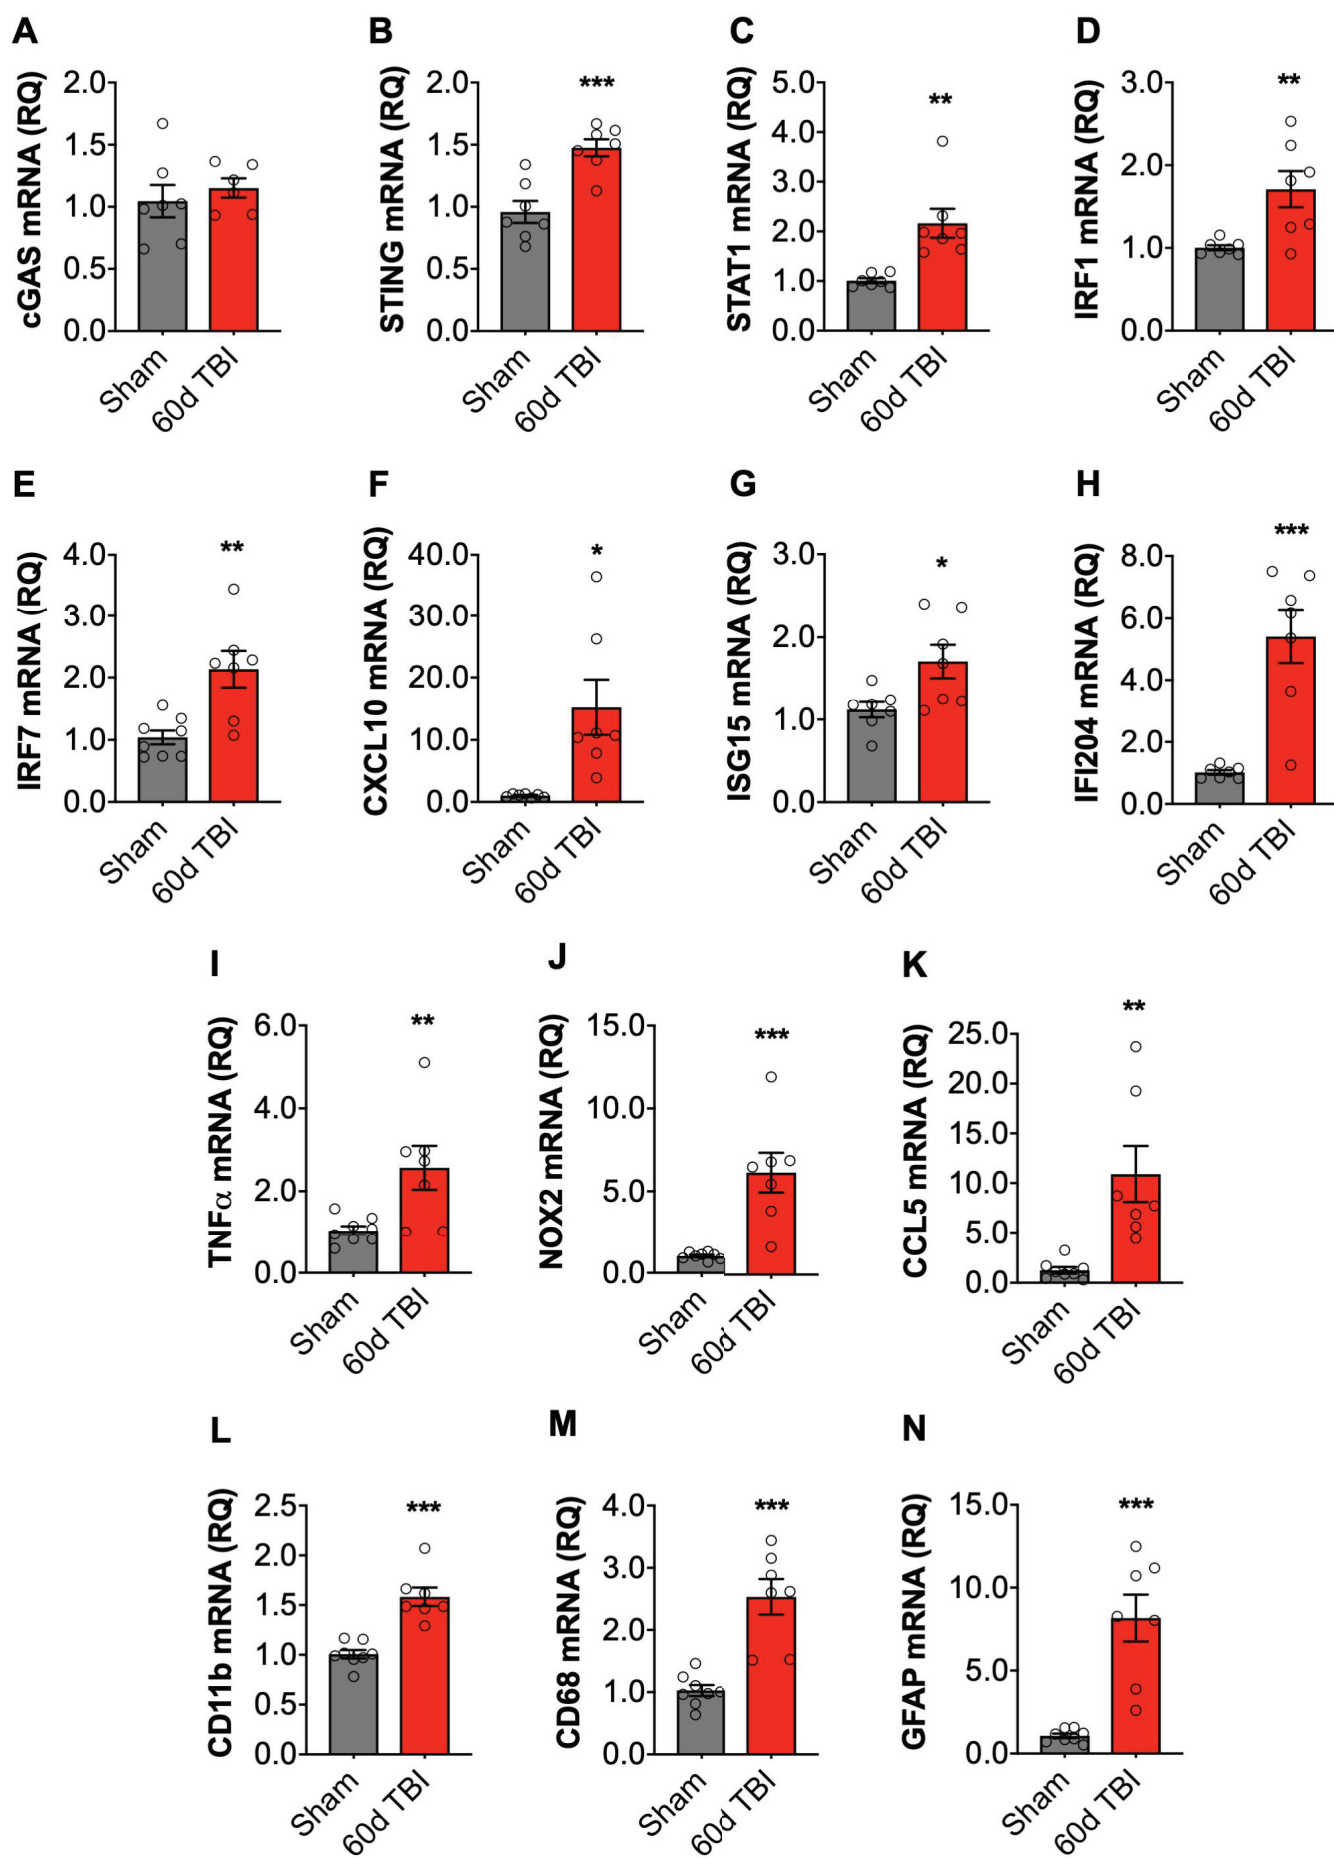 A
B
C
D
cGAS mRNA (RQ)
2.0
1.5
1.0
0.5
0.0
Sham
60d TBI
STING mRNA (RQ)
2.0
1.5
1.0
0.5
0.0
***
Sham
60d TBI
STAT1 mRNA (RQ)
5.0
4.0
3.0
2.0
1.0
0.0
**
Sham
60d TBI
IRF1 mRNA (RQ)
3.0
2.0
1.0
0.0
**
Sham
60d TBI
E
F
G
H
IRF7 mRNA (RQ)
4.0
3.0
2.0
1.0
0.0
**
Sham
60d TBI
CXCL10 mRNA (RQ)
40.0
30.0
20.0
10.0
0.0
*
Sham
60d TBI
ISG15 mRNA (RQ)
3.0
2.0
1.0
0.0
*
Sham
60d TBI
IFI204 mRNA (RQ)
8.0
6.0
4.0
2.0
0.0
***
Sham
60d TBI
I
J
K
TNFα mRNA (RQ)
6.0
4.0
2.0
0.0
**
Sham
60d TBI
NOX2 mRNA (RQ)
15.0
10.0
5.0
0.0
***
Sham
60d TBI
CCL5 mRNA (RQ)
25.0
20.0
15.0
10.0
5.0
0.0
**
Sham
60d TBI
L
M
N
CD11b mRNA (RQ)
2.5
2.0
1.5
1.0
0.5
0.0
***
Sham
60d TBI
CD68 mRNA (RQ)
4.0
3.0
2.0
1.0
0.0
***
Sham
60d TBI
GFAP mRNA (RQ)
15.0
10.0
5.0
0.0
***
Sham
60d TBI